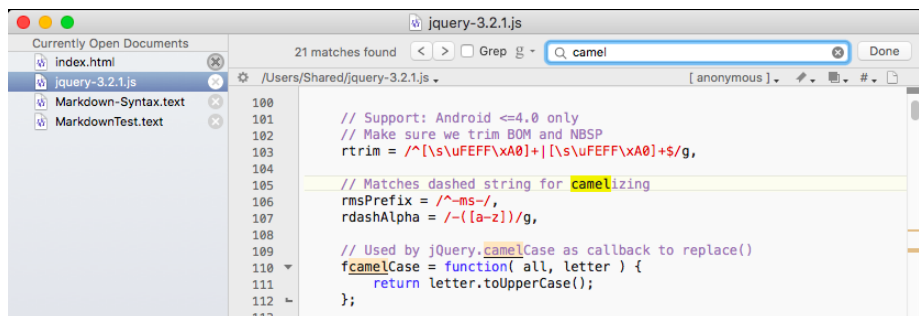 jquery-3.2.1.js
Currently Open Documents
index.html
jquery-3.2.1.js
Markdown-Syntax.text
MarkdownTest.text
21 matches found < > Grep g camel Done
/Users/Shared/jquery-3.2.1.js [ anonymous ] #
100
101 // Support: Android <=4.0 only
102 // Make sure we trim BOM and NBSP
103 rtrim = /^[\s\uFEFF\xA0]+|[\s\uFEFF\xA0]+$/g,
104
105 // Matches dashed string for camelizing
106 rmsPrefix = /^-ms-/,
107 rdashAlpha = /-([a-z])/g,
108
109 // Used by jQuery.camelCase as callback to replace()
110 fcamelCase = function( all, letter ) {
111 return letter.toUpperCase();
112 };
113